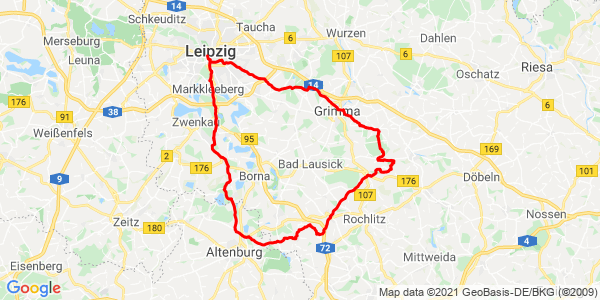 14
Schkeuditz
Taucha
Wurzen
Dahlen
6
Merseburg
Leuna
Leipzig
107
Riesa
Oschatz
14
176
91
Markkleeberg
38
Grimma
6
Zwenkau
Weißenfels
95
169
2
176
Bad Lausick
101
9
Borna
107
176
Döbeln
Zeitz
180
Rochlitz
Nossen
Altenburg
72
4
Eisenberg
Mittweida
Google
Map data ©2021 GeoBasis-DE/BKG (©2009)